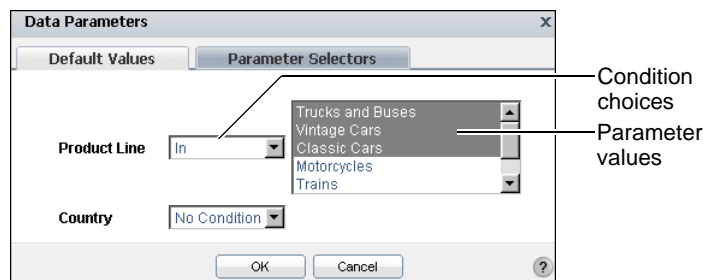 Data Parameters
x
Default Values
Parameter Selectors
Condition
choices
Product Line
In
Trucks and Buses
Vintage Cars
Classic Cars
Motorcycles
Trains
Parameter
values
Country
No Condition
OK
Cancel
?